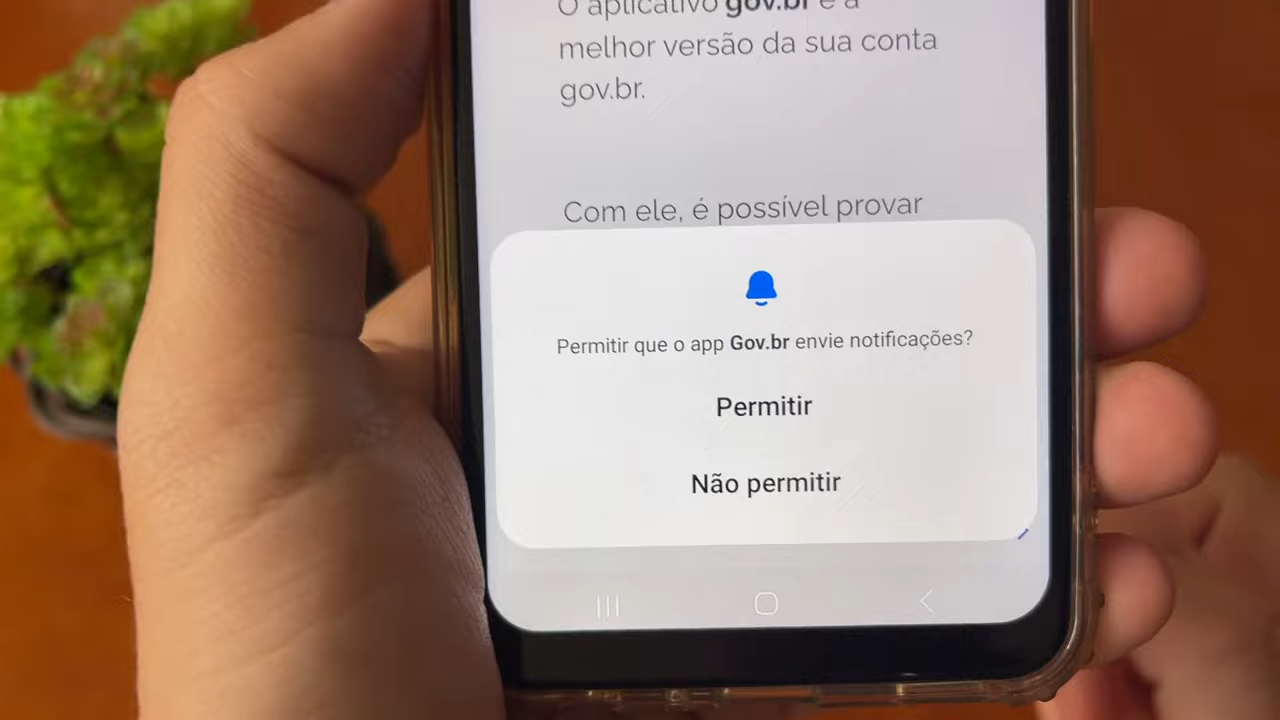 O aplicativo gov.br é a
melhor versão da sua conta
gov.br.
Com ele, é possível provar
Permitir que o app Gov.br envie notificações?
Permitir
Não permitir